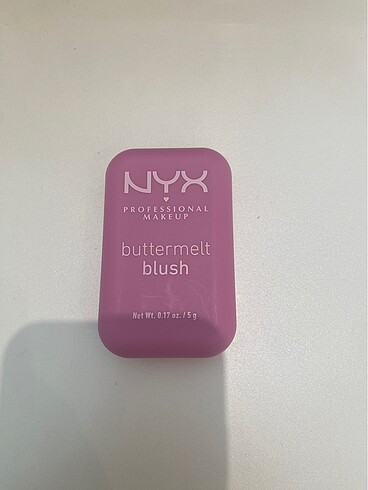 NYX
PROFESSIONAL
MAKEUP
buttermelt
blush
Net Wt. 0.17 oz. / 5 g